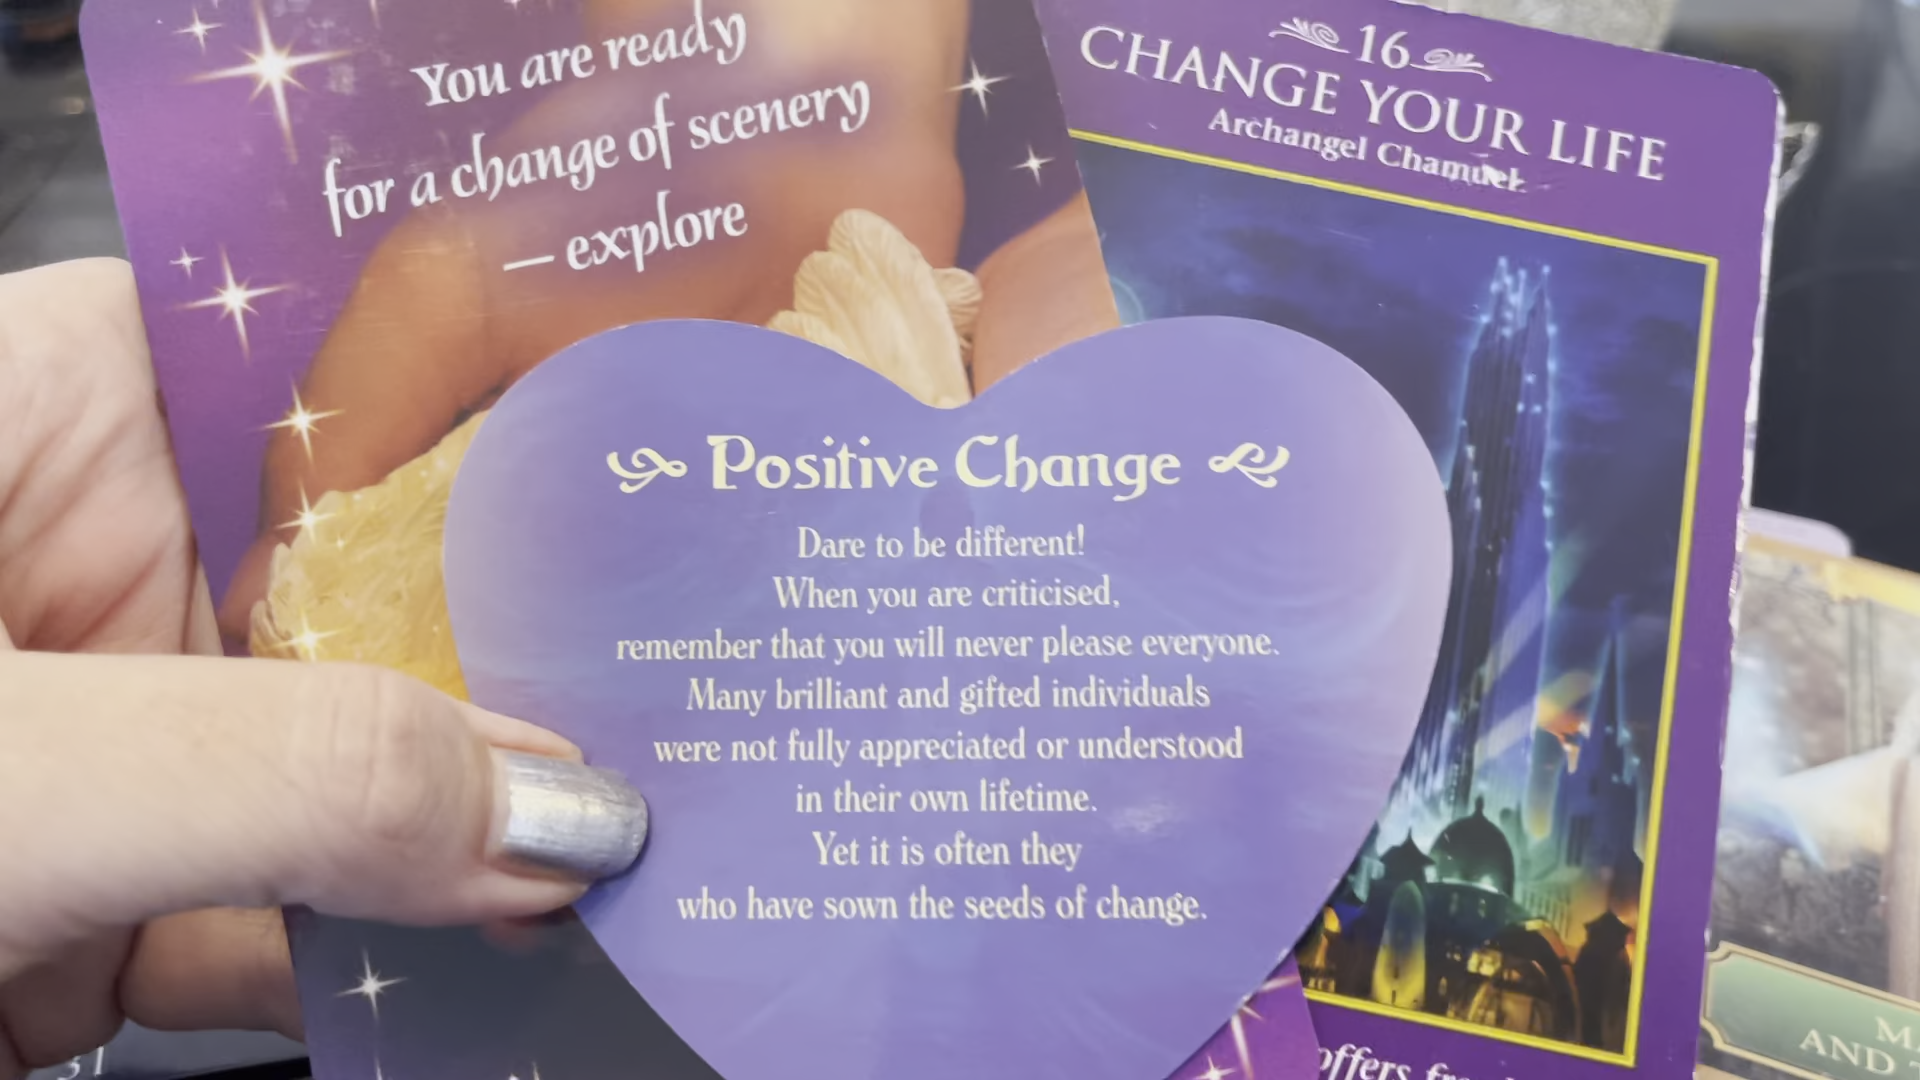 You are ready
for a change of scenery
— explore
16
CHANGE YOUR LIFE
Archangel Chamuel
Positive Change
Dare to be different!
When you are criticised,
remember that you will never please everyone.
Many brilliant and gifted individuals
were not fully appreciated or understood
in their own lifetime.
Yet it is often they
who have sown the seeds of change.
offers
AND
31